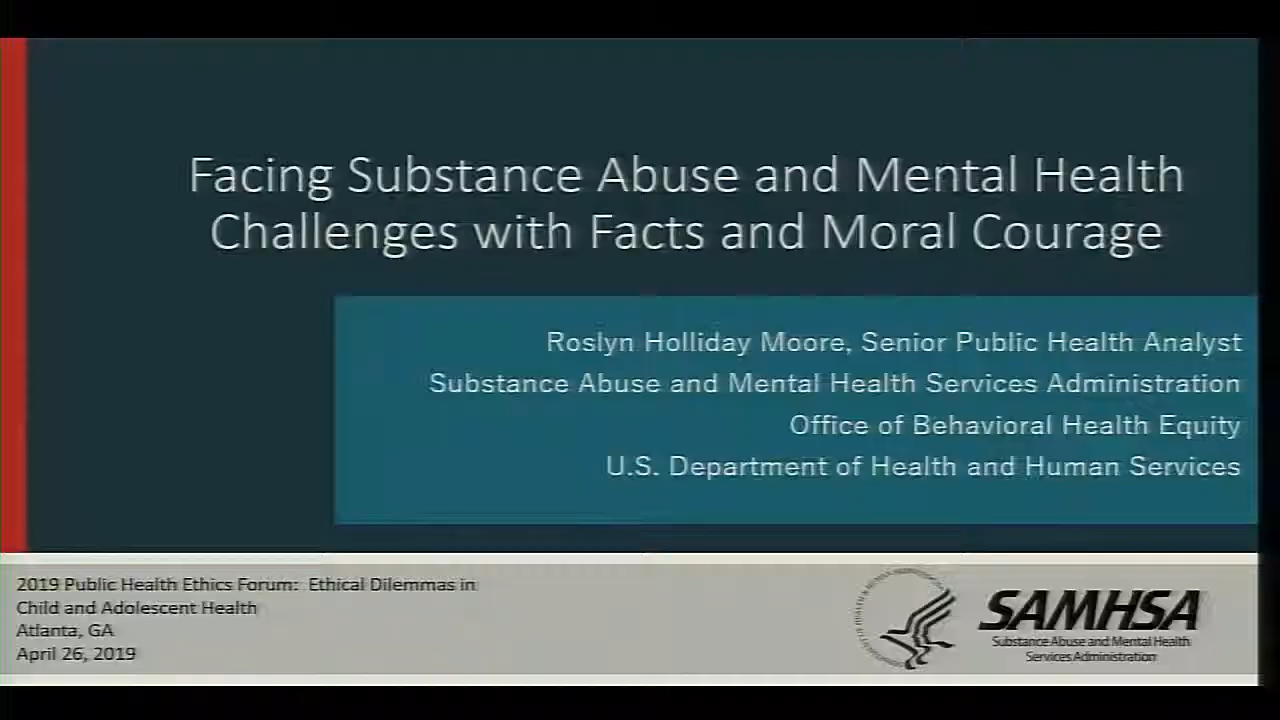 Facing Substance Abuse and Mental Health
Challenges with Facts and Moral Courage
Roslyn Holliday Moore, Senior Public Health Analyst
Substance Abuse and Mental Health Services Administration
Office of Behavioral Health Equity
U.S. Department of Health and Human Services
2019 Public Health Ethics Forum:  Ethical Dilemmas in
Child and Adolescent Health
Atlanta, GA
April 26, 2019
SAMHSA
Substance Abuse and Mental Health
Services Administration